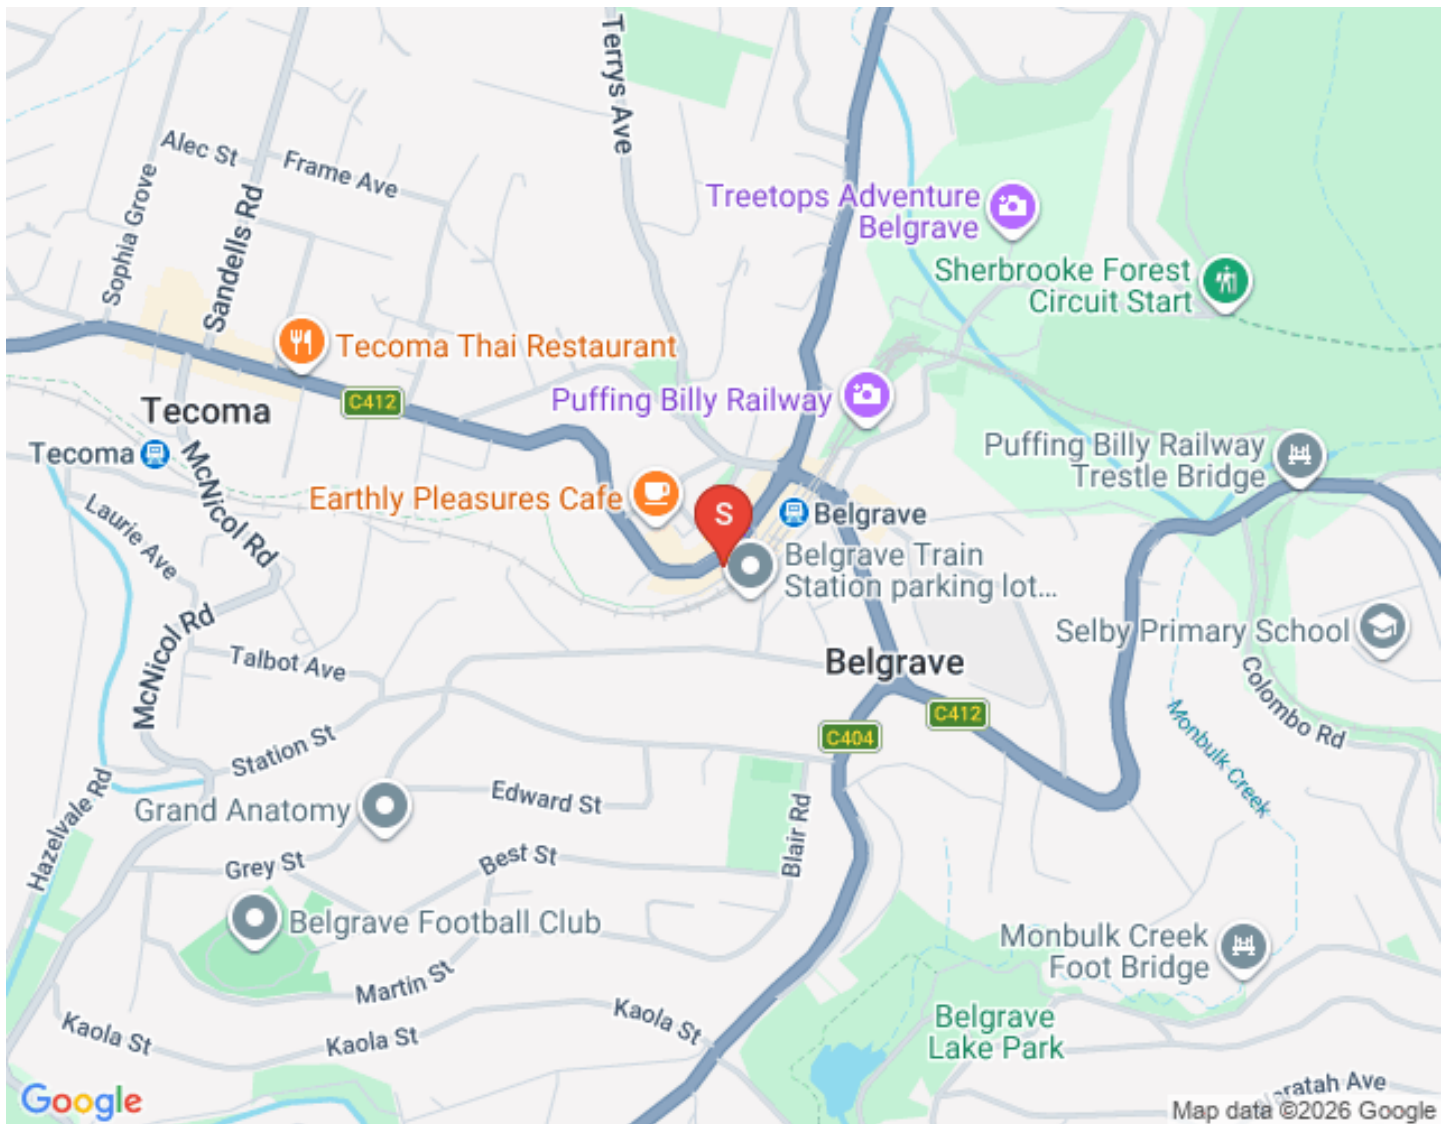 Terrys Ave
Alec St
Frame Ave
Sophia Grove
Sandells Rd
Treetops Adventure
Belgrave
Sherbrooke Forest
Circuit Start
Tecoma Thai Restaurant
C412
Puffing Billy Railway
Tecoma
Tecoma
McNicol Rd
Puffing Billy Railway
Trestle Bridge
Earthly Pleasures Cafe
S
Belgrave
Laurie Ave
Belgrave Train
Station parking lot...
Selby Primary School
McNicol Rd
Talbot Ave
Belgrave
Colombo Rd
C412
C404
Station St
Monbulk Creek
Hazelvale Rd
Grand Anatomy
Edward St
Blair Rd
Grey St
Best St
Belgrave Football Club
Monbulk Creek
Foot Bridge
Martin St
Kaola St
Kaola St
Kaola St
Belgrave
Lake Park
Google
ratah Ave
Map data ©2026 Google